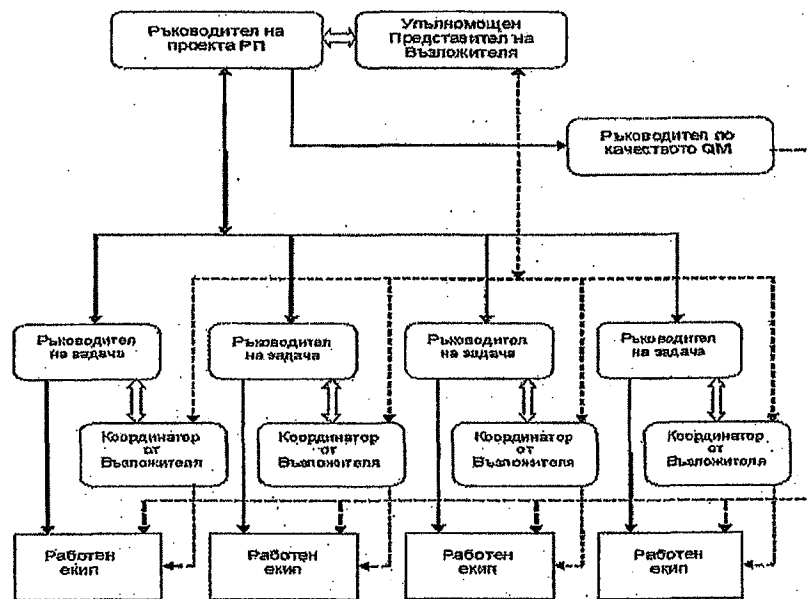 Ръководител на
проекта РП
Упълномощен
Представител на
Възложителя
Ръководител по
качеството QM
Ръководител
на задача
Ръководител
на задача
Ръководител
на задача
Ръководител
на задача
Координатор
от
Възложителя
Координатор
от
Възложителя
Координатор
от
Възложителя
Координатор
от
Възложителя
Работен
екип
Работен
екип
Работен
екип
Работен
екип